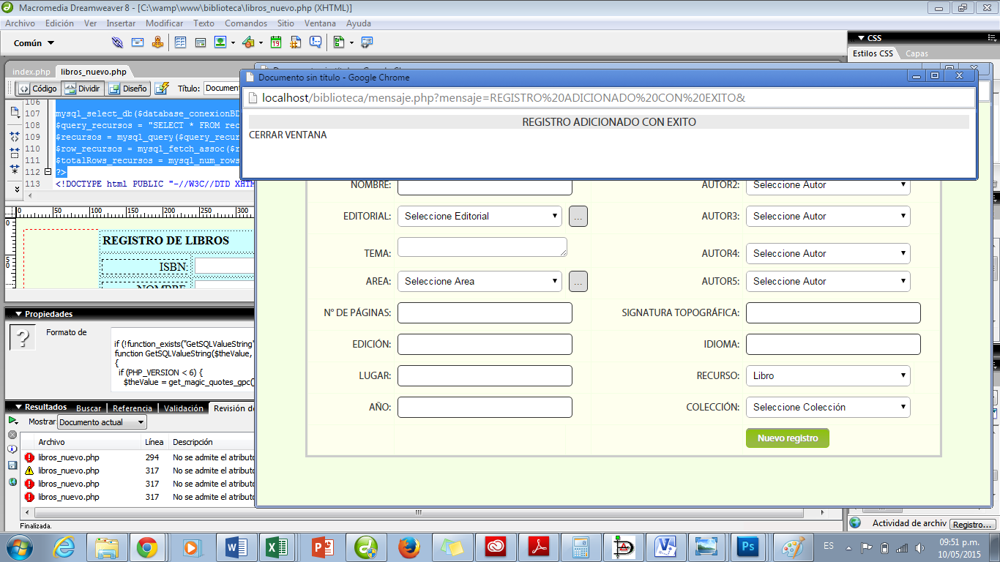 Macromedia Dreamweaver 8 - [C:\wamp\www\biblioteca\libros_nuevo.php (XHTML)]
Archivo Edición Ver Insertar Modificar Texto Comandos Sitio Ventana Ayuda
Común
CSS
Estilos CSS Capas
index.php libros_nuevo.php
Código Dividir Diseño Título: Documen
Documento sin título - Google Chrome
localhost/biblioteca/mensaje.php?mensaje=REGISTRO%20ADICIONADO%20CON%20EXITO&
REGISTRO ADICIONADO CON EXITO
CERRAR VENTANA
106
107 mysql_select_db($database_conexionBD
108 $query_recursos = "SELECT * FROM rec
109 $recursos = mysql_query($query_recur
110 $row_recursos = mysql_fetch_assoc($r
111 $totalRows_recursos = mysql_num_rows
112 ?>
113 <!DOCTYPE html PUBLIC "-//W3C//DTD XHTM
0 50 100 150 200 250 300
0
50
REGISTRO DE LIBROS
ISBN:
NOMBRE
NOMBRE: AUTOR2: Seleccione Autor
EDITORIAL: Seleccione Editorial ... AUTOR3: Seleccione Autor
TEMA: AUTOR4: Seleccione Autor
AREA: Seleccione Area ... AUTOR5: Seleccione Autor
N° DE PÁGINAS: SIGNATURA TOPOGRÁFICA:
EDICIÓN: IDIOMA:
LUGAR: RECURSO: Libro
AÑO: COLECCIÓN: Seleccione Colección
Nuevo registro
Propiedades
Formato de
if (!function_exists("GetSQLValueString"
function GetSQLValueString($theValue,
{
if (PHP_VERSION < 6) {
$theValue = get_magic_quotes_gpc(
Resultados Buscar Referencia Validación Revisión de
Mostrar Documento actual
Archivo Línea Descripción
libros_nuevo.php 294 No se admite el atributo
libros_nuevo.php 317 No se admite el atributo
libros_nuevo.php 317 No se admite el atributo
libros_nuevo.php 317 No se admite el atributo
Finalizada.
Actividad de archiv Registro...
ES 09:51 p.m.
10/05/2015